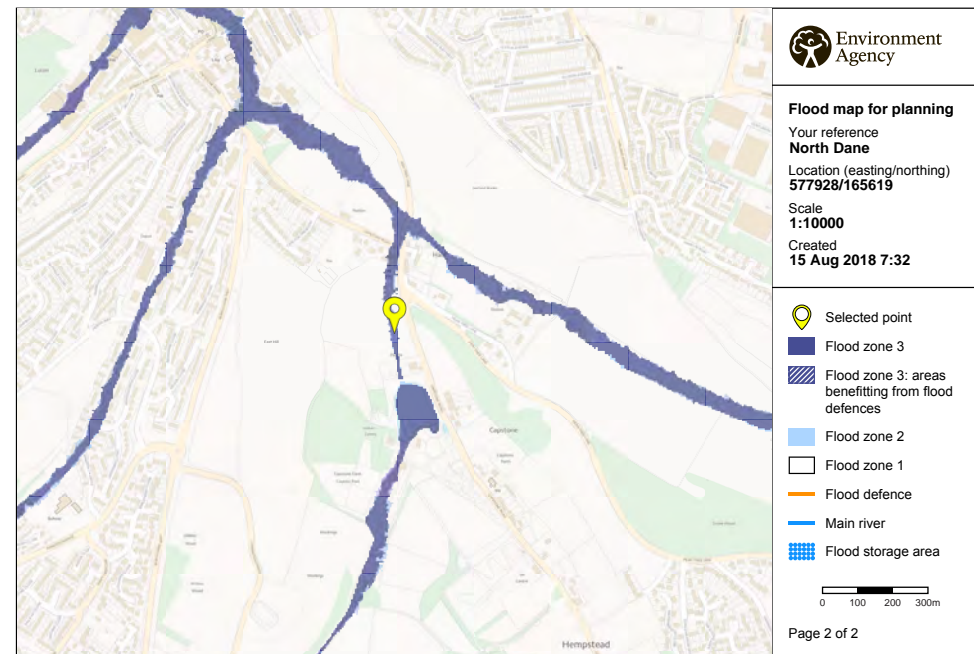 Environment
Agency
Flood map for planning
Your reference
North Dane
Location (easting/northing)
577928/165619
Scale
1:10000
Created
15 Aug 2018 7:32
Selected point
Flood zone 3
Flood zone 3: areas
benefitting from flood
defences
Flood zone 2
Flood zone 1
Flood defence
Main river
Flood storage area
0 100 200 300m
Page 2 of 2
Capstone
Hempstead